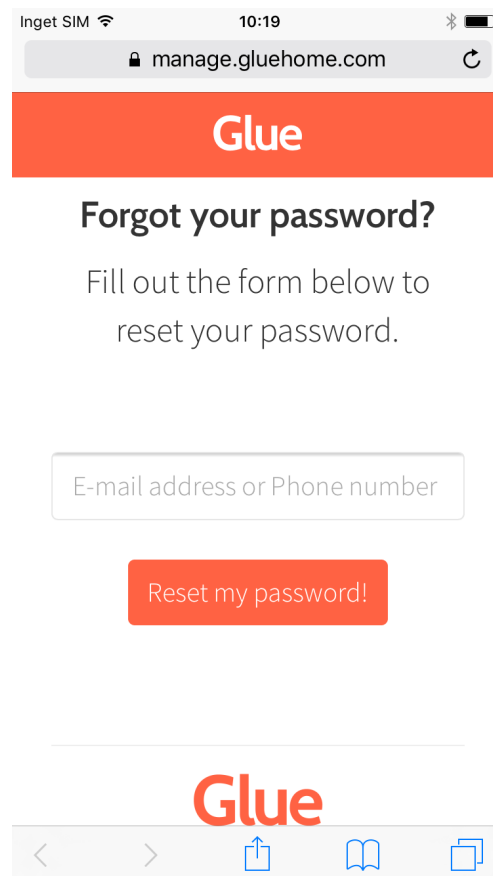 Inget SIM 10:19
manage.gluehome.com
Glue
Forgot your password?
Fill out the form below to
reset your password.
E-mail address or Phone number
Reset my password!
Glue